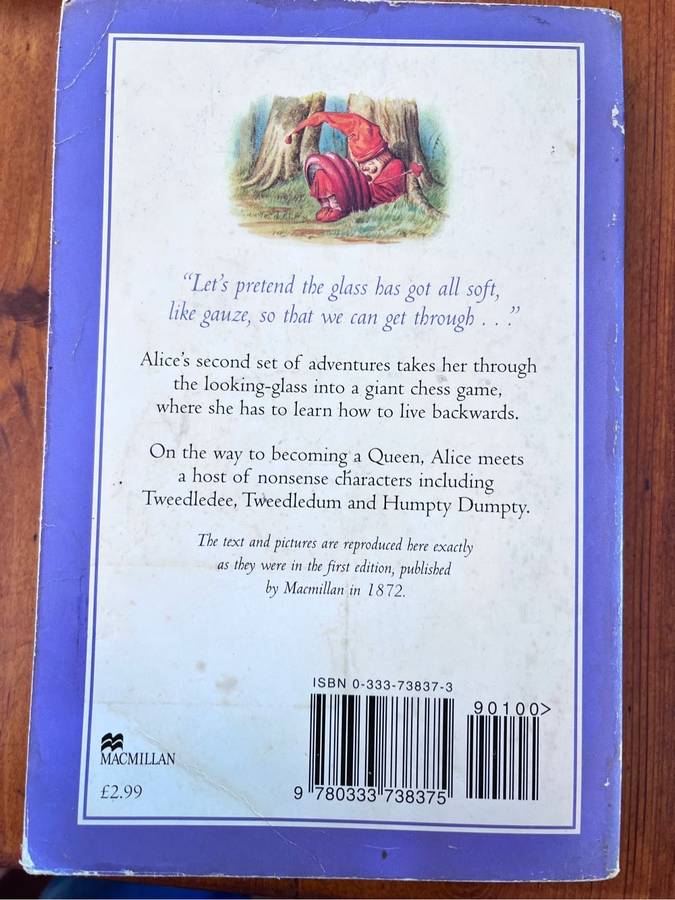 “Let’s pretend the glass has got all soft,
like gauze, so that we can get through . . .”
Alice’s second set of adventures takes her through
the looking-glass into a giant chess game,
where she has to learn how to live backwards.
On the way to becoming a Queen, Alice meets
a host of nonsense characters including
Tweedledee, Tweedledum and Humpty Dumpty.
The text and pictures are reproduced here exactly
as they were in the first edition, published
by Macmillan in 1872.
ISBN 0-333-73837-3
90100>
MACMILLAN
£2.99
9 780333 738375